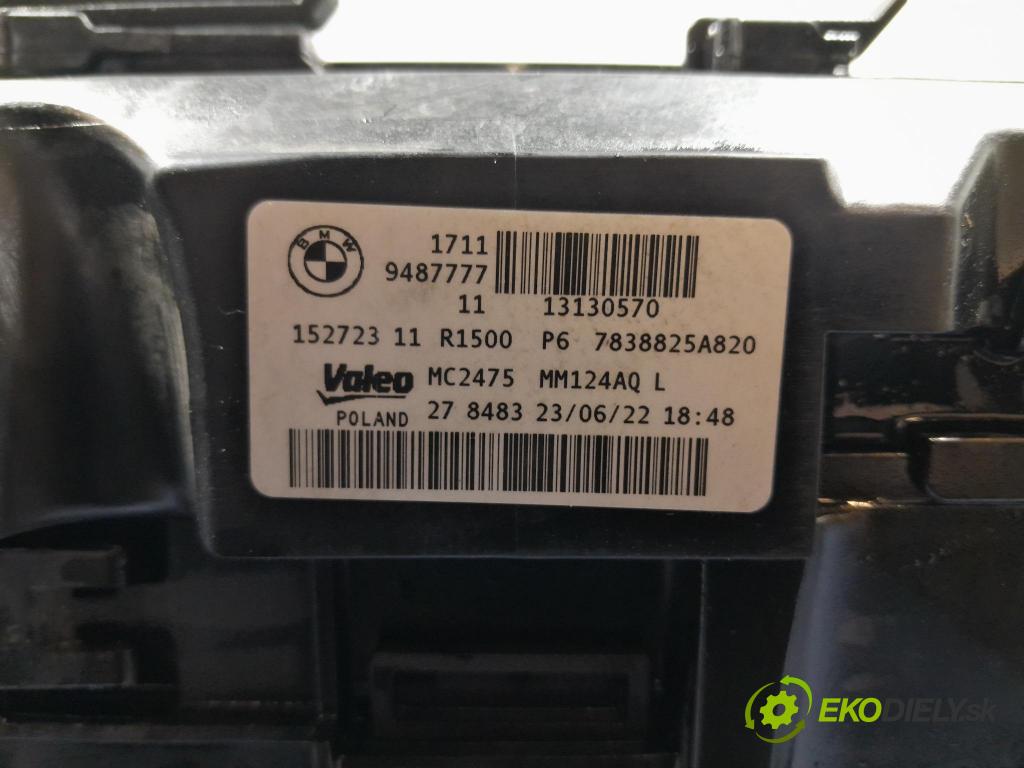 BMW
1711
9487777
11 13130570
152723 11 R1500 P6 7838825A820
Valeo MC2475 MM124AQ L
POLAND 27 8483 23/06/22 18:48
EKODIELY.sk